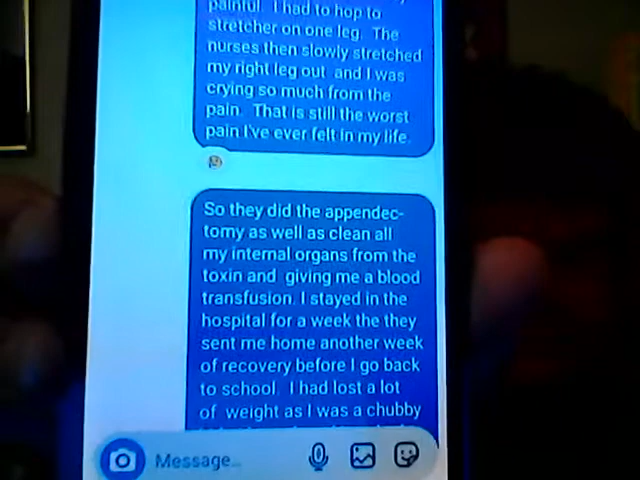 painful. I had to hop to
stretcher on one leg. The
nurses then slowly stretched
my right leg out and I was
crying so much from the
pain. That is still the worst
pain I've ever felt in my life.
So they did the appendec-
tomy as well as clean all
my internal organs from the
toxin and giving me a blood
transfusion. I stayed in the
hospital for a week the they
sent me home another week
of recovery before I go back
to school. I had lost a lot
of weight as I was a chubby
Message...